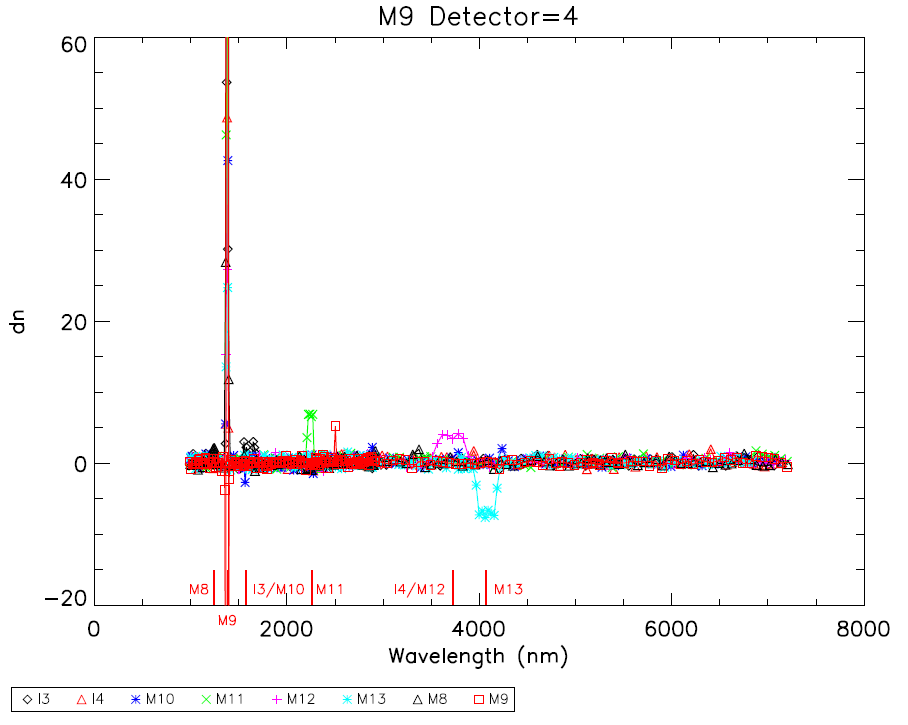 M9 Detector=4
60
40
20
0
-20
dn
M8
I3/M10
M11
I4/M12
M13
M9
0
2000
4000
6000
8000
Wavelength (nm)
I3 I4 M10 M11 M12 M13 M8 M9